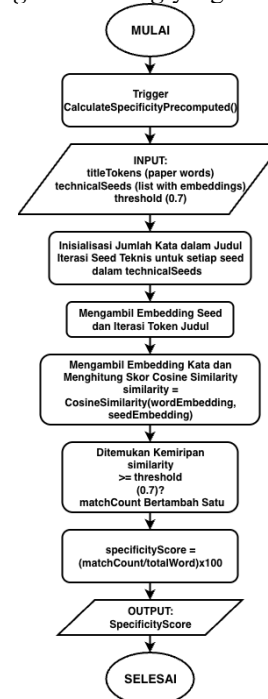 MULAI
Trigger
CalculateSpecificityPrecomputed()
INPUT:
titleTokens (paper words)
technicalSeeds (list with embeddings)
threshold (0.7)
Inisialisasi Jumlah Kata dalam Judul
Iterasi Seed Teknis untuk setiap seed
dalam technicalSeeds
Mengambil Embedding Seed
dan Iterasi Token Judul
Mengambil Embedding Kata dan
Menghitung Skor Cosine Similarity
similarity =
CosineSimilarity(wordEmbedding,
seedEmbedding)
Ditemukan Kemiripan
similarity
>= threshold
(0.7)?
matchCount Bertambah Satu
specificityScore =
(matchCount/totalWord)x100
OUTPUT:
SpecificityScore
SELESAI